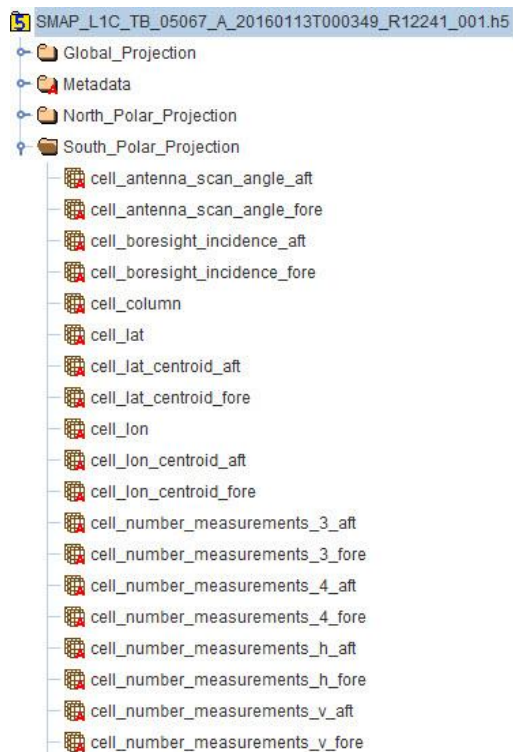 SMAP_L1C_TB_05067_A_20160113T000349_R12241_001.h5
Global_Projection
Metadata
North_Polar_Projection
South_Polar_Projection
cell_antenna_scan_angle_aft
cell_antenna_scan_angle_fore
cell_boresight_incidence_aft
cell_boresight_incidence_fore
cell_column
cell_lat
cell_lat_centroid_aft
cell_lat_centroid_fore
cell_lon
cell_lon_centroid_aft
cell_lon_centroid_fore
cell_number_measurements_3_aft
cell_number_measurements_3_fore
cell_number_measurements_4_aft
cell_number_measurements_4_fore
cell_number_measurements_h_aft
cell_number_measurements_h_fore
cell_number_measurements_v_aft
cell_number_measurements_v_fore